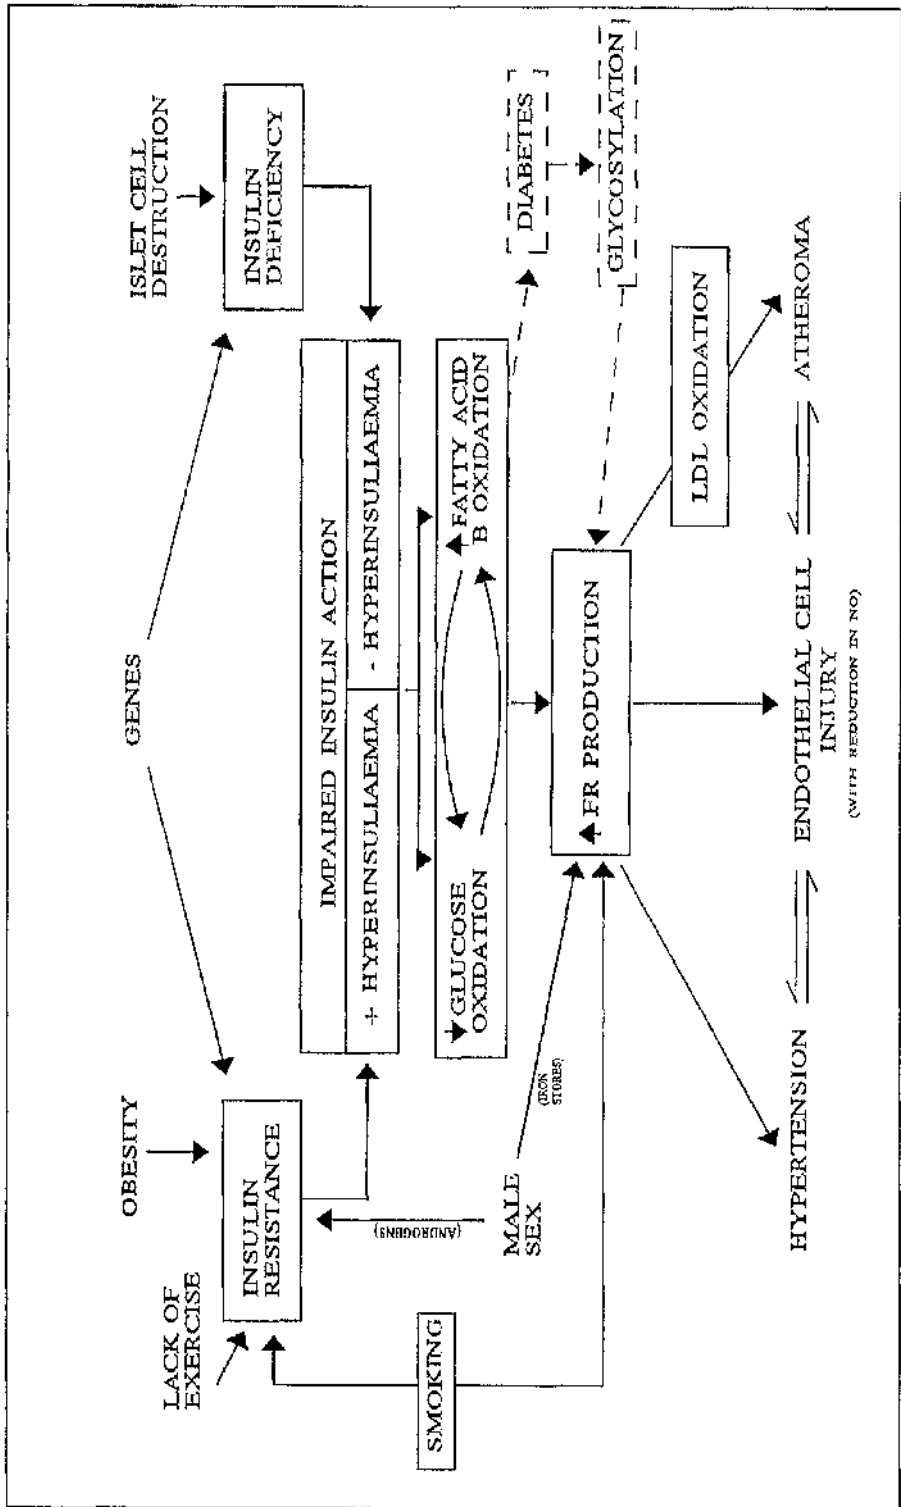 GENES
OBESITY
LACK OF
EXERCISE
ISLET CELL
DESTRUCTION
INSULIN
RESISTANCE
INSULIN
DEFICIENCY
IMPAIRED INSULIN ACTION
+ HYPERINSULIAEMIA
- HYPERINSULIAEMIA
GLUCOSE
OXIDATION
FATTY ACID
B OXIDATION
SMOKING
(ANDROGENS)
MALE
SEX
(IRON
STORES)
DIABETES
GLYCOSYLATION
FR PRODUCTION
LDL OXIDATION
HYPERTENSION
ENDOTHELIAL CELL
INJURY
(WITH REDUCTION IN NO)
ATHEROMA